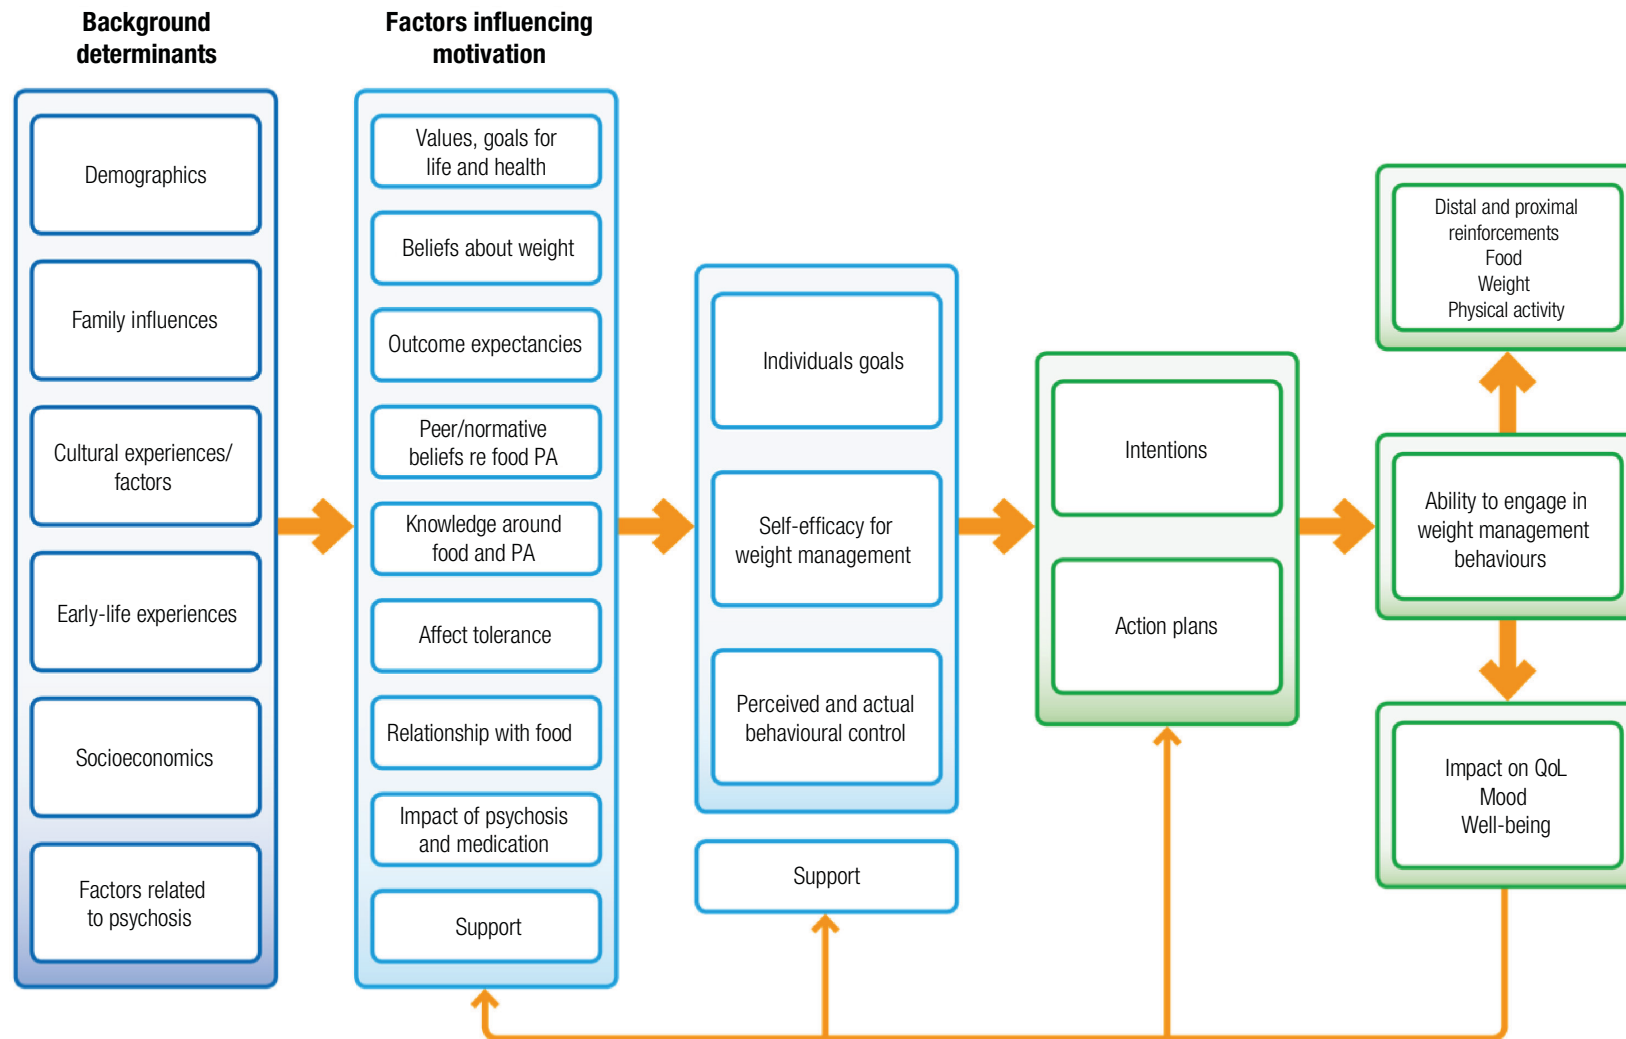 Background
determinants
Demographics
Family influences
Cultural experiences/
factors
Early-life experiences
Socioeconomics
Factors related
to psychosis
Factors influencing
motivation
Values, goals for
life and health
Beliefs about weight
Outcome expectancies
Peer/normative
beliefs re food PA
Knowledge around
food and PA
Affect tolerance
Relationship with food
Impact of psychosis
and medication
Support
Individuals goals
Self-efficacy for
weight management
Perceived and actual
behavioural control
Support
Intentions
Action plans
Distal and proximal
reinforcements
Food
Weight
Physical activity
Ability to engage in
weight management
behaviours
Impact on QoL
Mood
Well-being